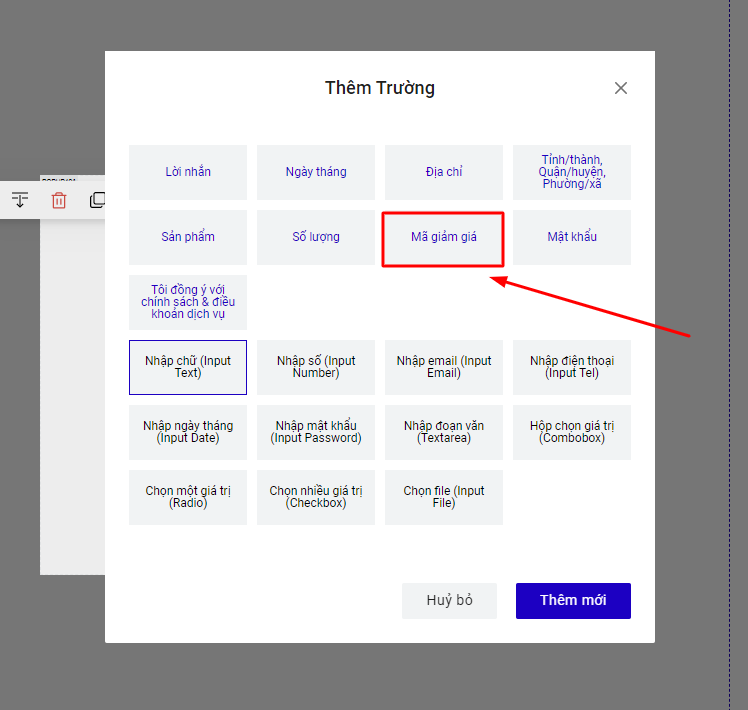 Thêm Trường
Lời nhắn
Ngày tháng
Địa chỉ
Tỉnh/thành,
Quận/huyện,
Phường/xã
Sản phẩm
Số lượng
Mã giảm giá
Mật khẩu
Tôi đồng ý với
chính sách & điều
khoản dịch vụ
Nhập chữ (Input
Text)
Nhập số (Input
Number)
Nhập email (Input
Email)
Nhập điện thoại
(Input Tel)
Nhập ngày tháng
(Input Date)
Nhập mật khẩu
(Input Password)
Nhập đoạn văn
(Textarea)
Hộp chọn giá trị
(Combobox)
Chọn một giá trị
(Radio)
Chọn nhiều giá trị
(Checkbox)
Chọn file (Input
File)
Huỷ bỏ
Thêm mới